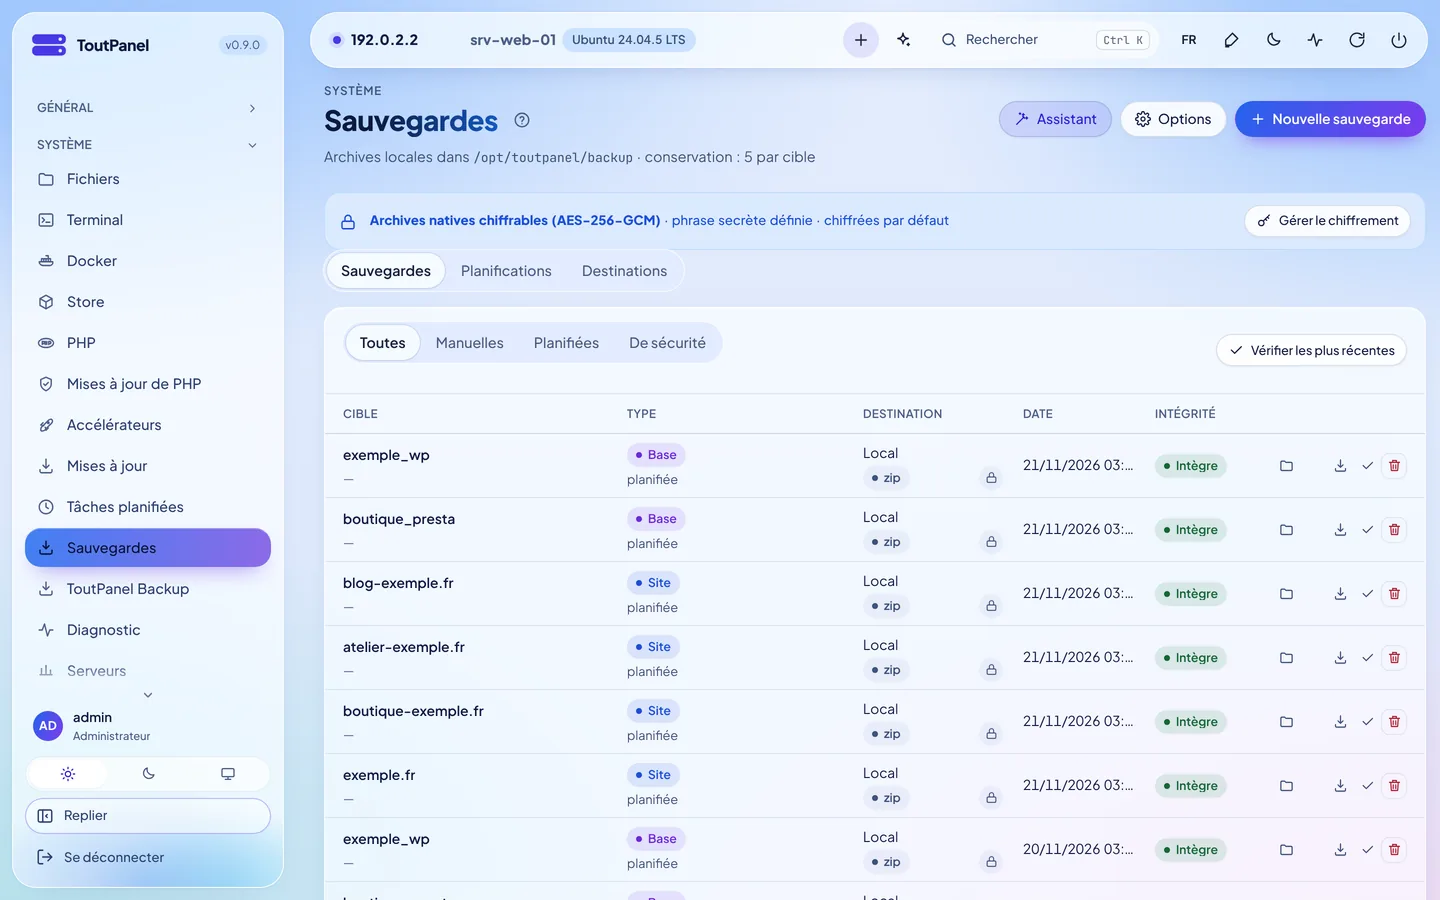 ToutPanel
v0.9.0
GÉNÉRAL
SYSTÈME
Fichiers
Terminal
Docker
Store
PHP
Mises à jour de PHP
Accélérateurs
Mises à jour
Tâches planifiées
Sauvegardes
ToutPanel Backup
Diagnostic
Serveurs
AD
admin
Administrateur
Replier
Se déconnecter
192.0.2.2
srv-web-01
Ubuntu 24.04.5 LTS
Rechercher
Ctrl K
FR
SYSTÈME
Sauvegardes
Assistant
Options
Nouvelle sauvegarde
Archives locales dans /opt/toutpanel/backup · conservation : 5 par cible
Archives natives chiffrables (AES-256-GCM) · phrase secrète définie · chiffrées par défaut
Gérer le chiffrement
Sauvegardes Planifications Destinations
Toutes Manuelles Planifiées De sécurité
Vérifier les plus récentes
CIBLE TYPE DESTINATION DATE INTÉGRITÉ
exemple_wp Base Local 21/11/2026 03:... Intègre
— planifiée zip
boutique_presta Base Local 21/11/2026 03:... Intègre
— planifiée zip
blog-exemple.fr Site Local 21/11/2026 03:... Intègre
— planifiée zip
atelier-exemple.fr Site Local 21/11/2026 03:... Intègre
— planifiée zip
boutique-exemple.fr Site Local 21/11/2026 03:... Intègre
— planifiée zip
exemple.fr Site Local 21/11/2026 03:... Intègre
— planifiée zip
exemple_wp Base Local 20/11/2026 03:... Intègre
— planifiée zip